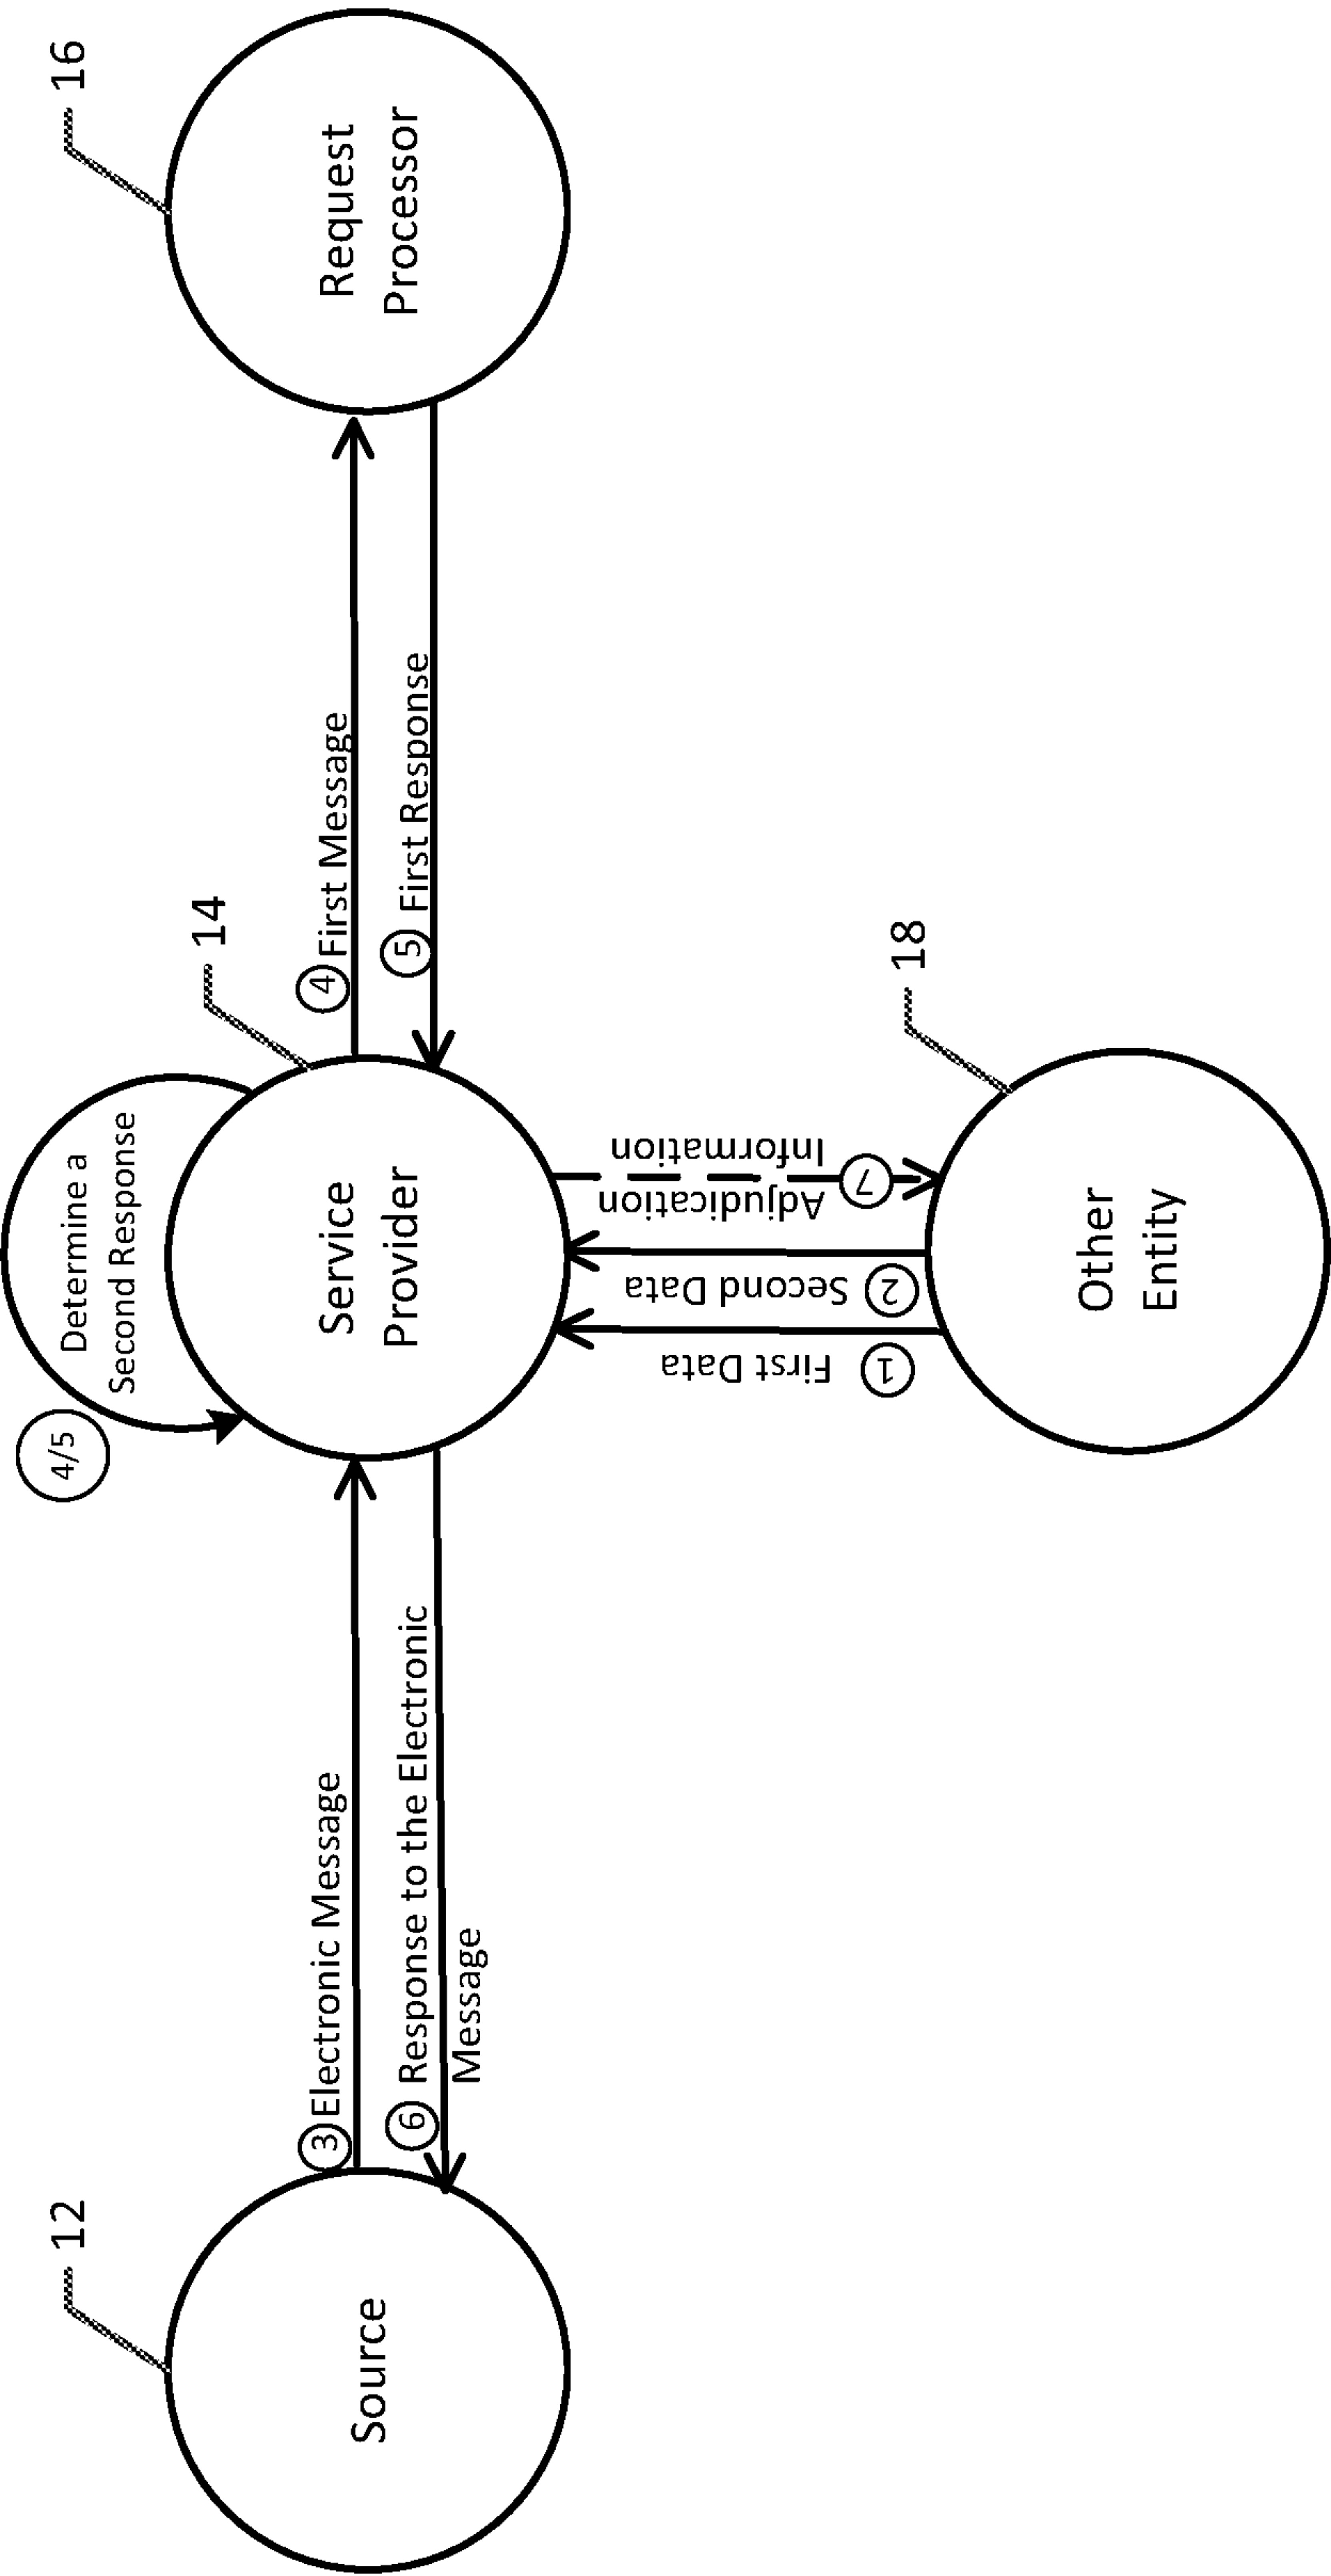 4/5
Determine a
Second Response
12
14
16
3
Electronic Message
4
First Message
Source
Service
Provider
Request
Processor
6
Response to the Electronic
Message
5
First Response
1
First Data
2
Second Data
7
Adjudication
Information
18
Other
Entity